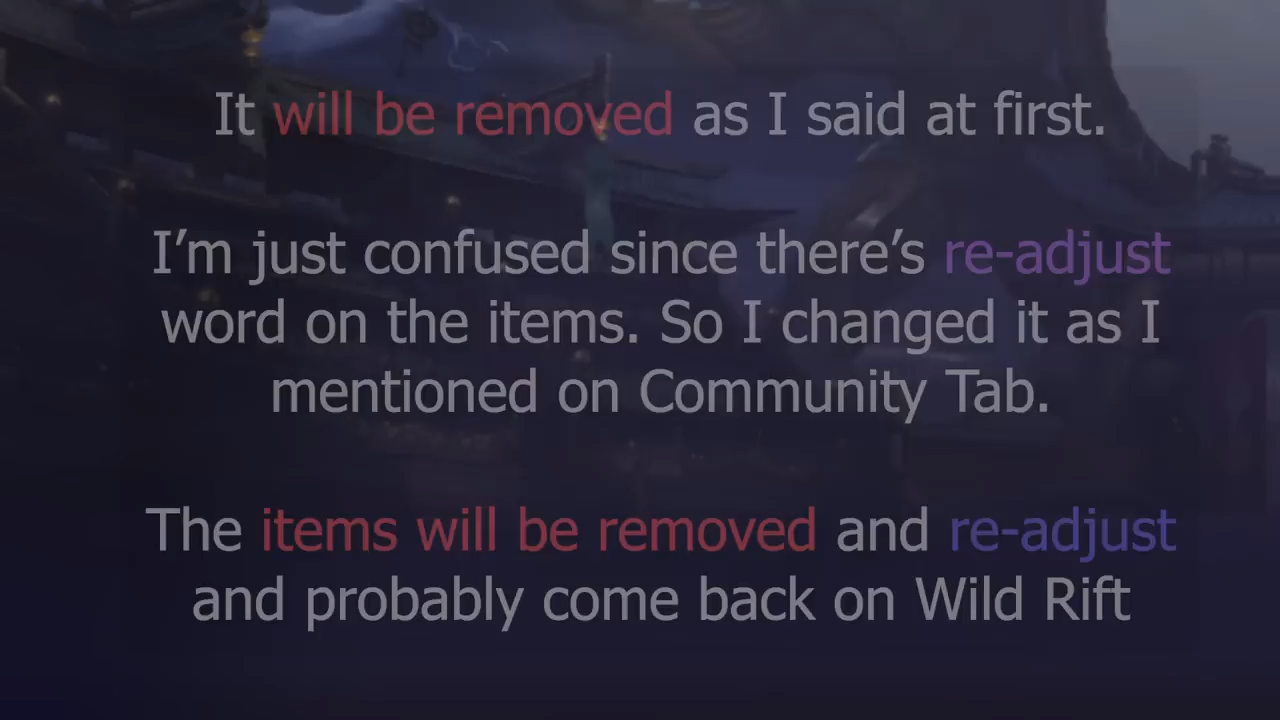 It will be removed as I said at first.
I’m just confused since there’s re-adjust
word on the items. So I changed it as I
mentioned on Community Tab.
The items will be removed and re-adjust
and probably come back on Wild Rift